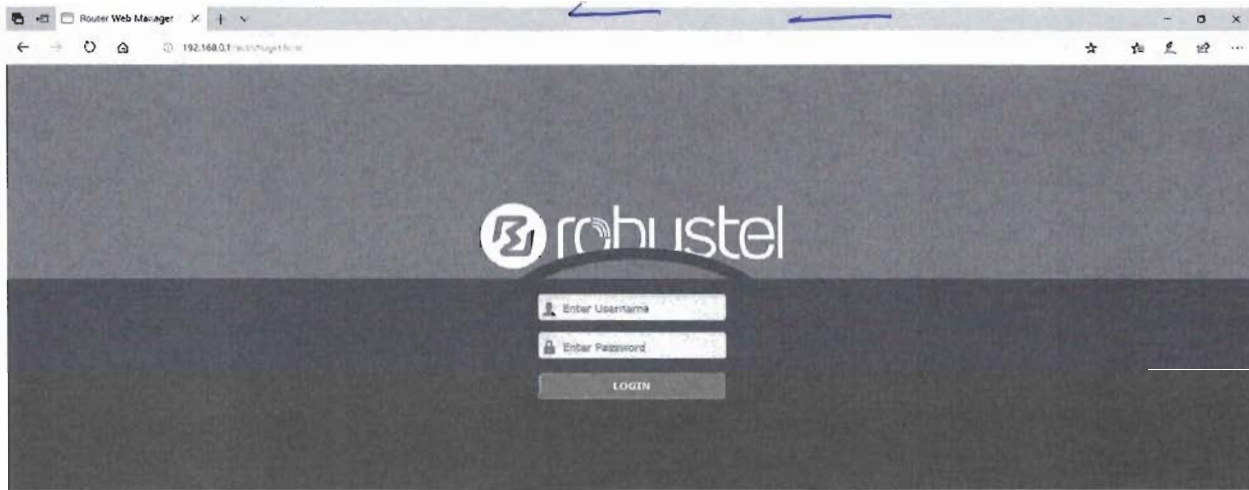 Router Web Manager
192.168.0.1
robustel
Enter Username
Enter Password
LOGIN